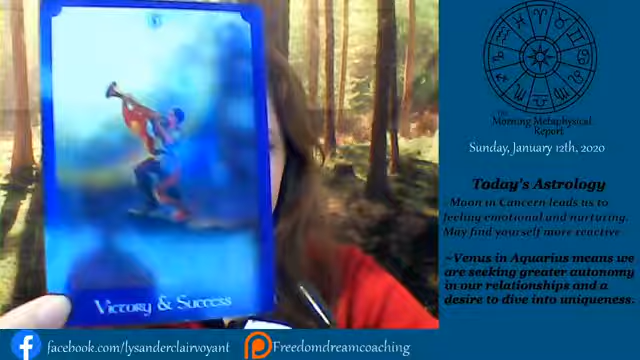 6
Victory & Success
The
Morning Metaphysical
Report
Sunday, January 12th, 2020
Today's Astrology
Moon in Cancern leads us to
feeling emotional and nurturing.
May find yourself more reactive
~Venus in Aquarius means we
are seeking greater autonomy
in our relationships and a
desire to dive into uniqueness.
facebook.com/lysanderclairvoyant
Freedomdreamcoaching